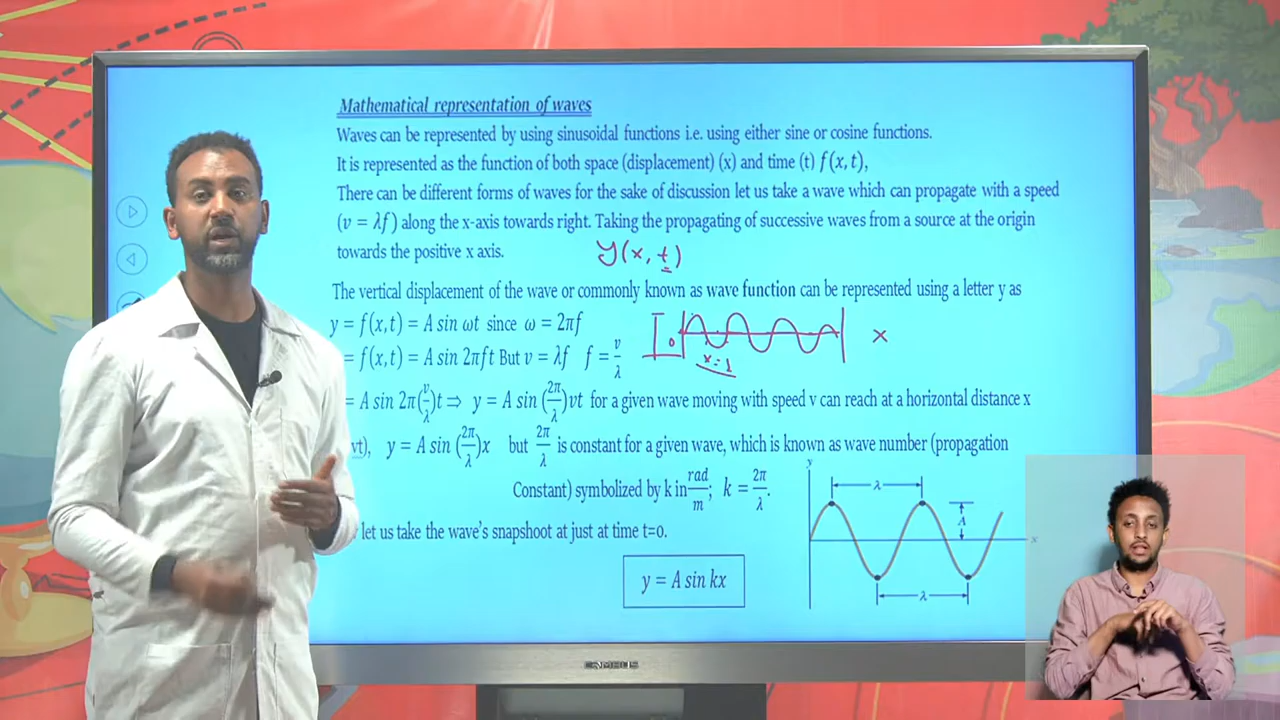 Mathematical representation of waves
Waves can be represented by using sinusoidal functions i.e. using either sine or cosine functions.
It is represented as the function of both space (displacement) (x) and time (t) f(x, t),
There can be different forms of waves for the sake of discussion let us take a wave which can propagate with a speed
(v = λf) along the x-axis towards right. Taking the propagating of successive waves from a source at the origin
towards the positive x axis.
y(x, t)
The vertical displacement of the wave or commonly known as wave function can be represented using a letter y as
y = f(x, t) = A sin ωt since ω = 2πf
= f(x, t) = A sin 2πft But v = λf f = v/λ
0
x
x=1
= A sin 2π(v/λ)t ⇒ y = A sin (2π/λ)vt for a given wave moving with speed v can reach at a horizontal distance x
vt), y = A sin (2π/λ)x but 2π/λ is constant for a given wave, which is known as wave number (propagation
Constant) symbolized by k in rad/m; k = 2π/λ.
let us take the wave's snapshoot at just at time t=0.
y = A sin kx
y
λ
A
x
λ